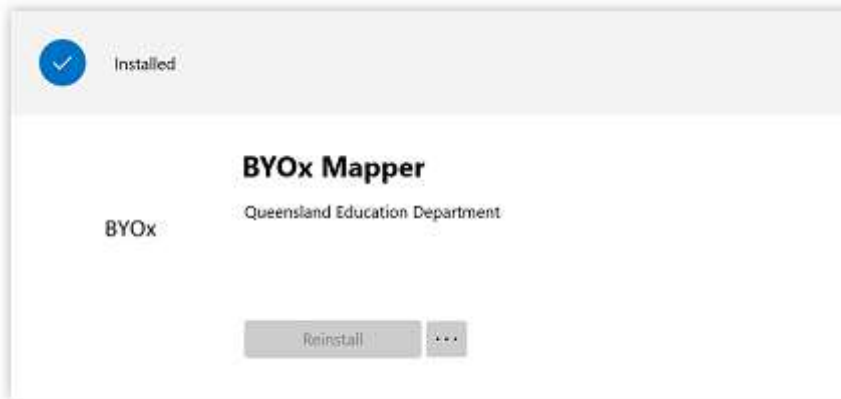 Installed
BYOx Mapper
Queensland Education Department
BYOx
Reinstall
...